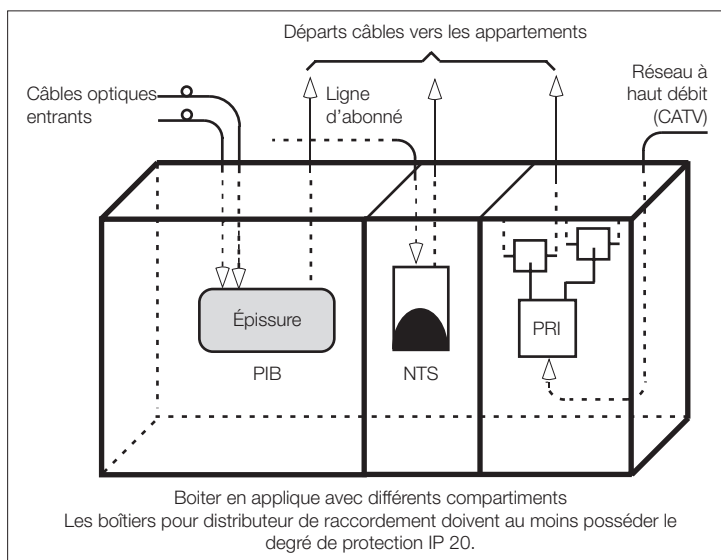 Départs câbles vers les appartements
Câbles optiques
entrants
Ligne
d'abonné
Réseau à
haut débit
(CATV)
Épissure
PRI
PIB
NTS
Boiter en applique avec différents compartiments
Les boîtiers pour distributeur de raccordement doivent au moins posséder le
degré de protection IP 20.